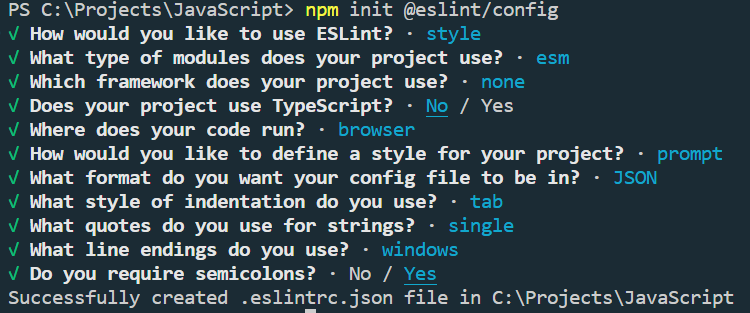 PS C:\Projects\JavaScript> npm init @eslint/config
√ How would you like to use ESLint? · style
√ What type of modules does your project use? · esm
√ Which framework does your project use? · none
√ Does your project use TypeScript? · No / Yes
√ Where does your code run? · browser
√ How would you like to define a style for your project? · prompt
√ What format do you want your config file to be in? · JSON
√ What style of indentation do you use? · tab
√ What quotes do you use for strings? · single
√ What line endings do you use? · windows
√ Do you require semicolons? · No / Yes
Successfully created .eslintrc.json file in C:\Projects\JavaScript